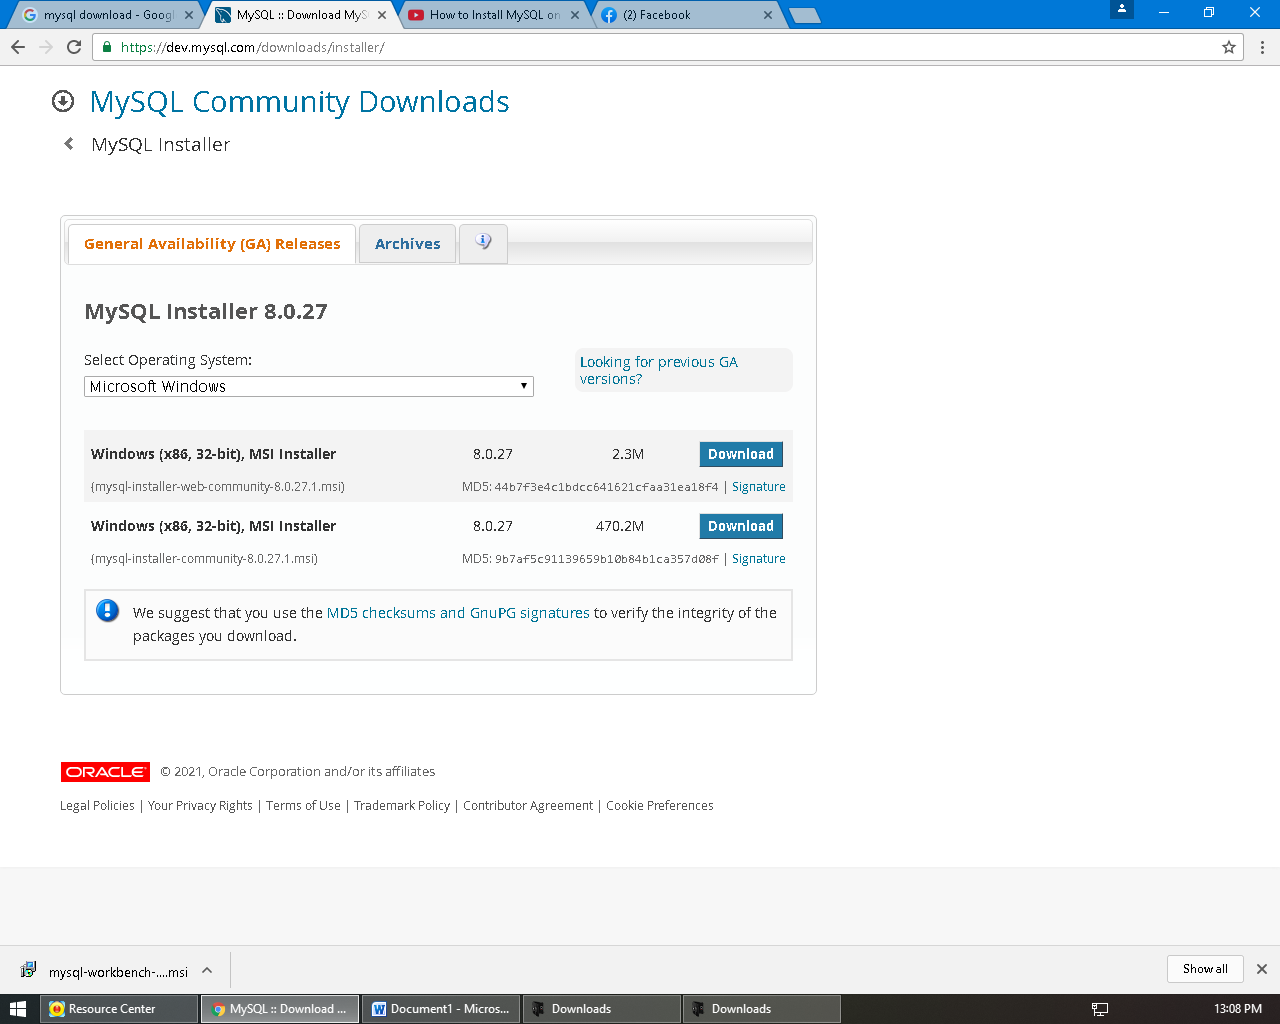 mysql download - Googl
MySQL :: Download MyS
How to Install MySQL on
(2) Facebook
https://dev.mysql.com/downloads/installer/
MySQL Community Downloads
MySQL Installer
General Availability (GA) Releases
Archives
MySQL Installer 8.0.27
Select Operating System:
Looking for previous GA
versions?
Microsoft Windows
Windows (x86, 32-bit), MSI Installer 8.0.27 2.3M Download
(mysql-installer-web-community-8.0.27.1.msi) MD5: 44b7f3e4c1bdcc641621cfaa31ea18f4 | Signature
Windows (x86, 32-bit), MSI Installer 8.0.27 470.2M Download
(mysql-installer-community-8.0.27.1.msi) MD5: 9b7af5c91139659b10b84b1ca357d08f | Signature
We suggest that you use the MD5 checksums and GnuPG signatures to verify the integrity of the
packages you download.
ORACLE © 2021, Oracle Corporation and/or its affiliates
Legal Policies | Your Privacy Rights | Terms of Use | Trademark Policy | Contributor Agreement | Cookie Preferences
mysql-workbench-....msi
Show all
Resource Center
MySQL :: Download ...
Document1 - Micros...
Downloads
Downloads
13:08 PM